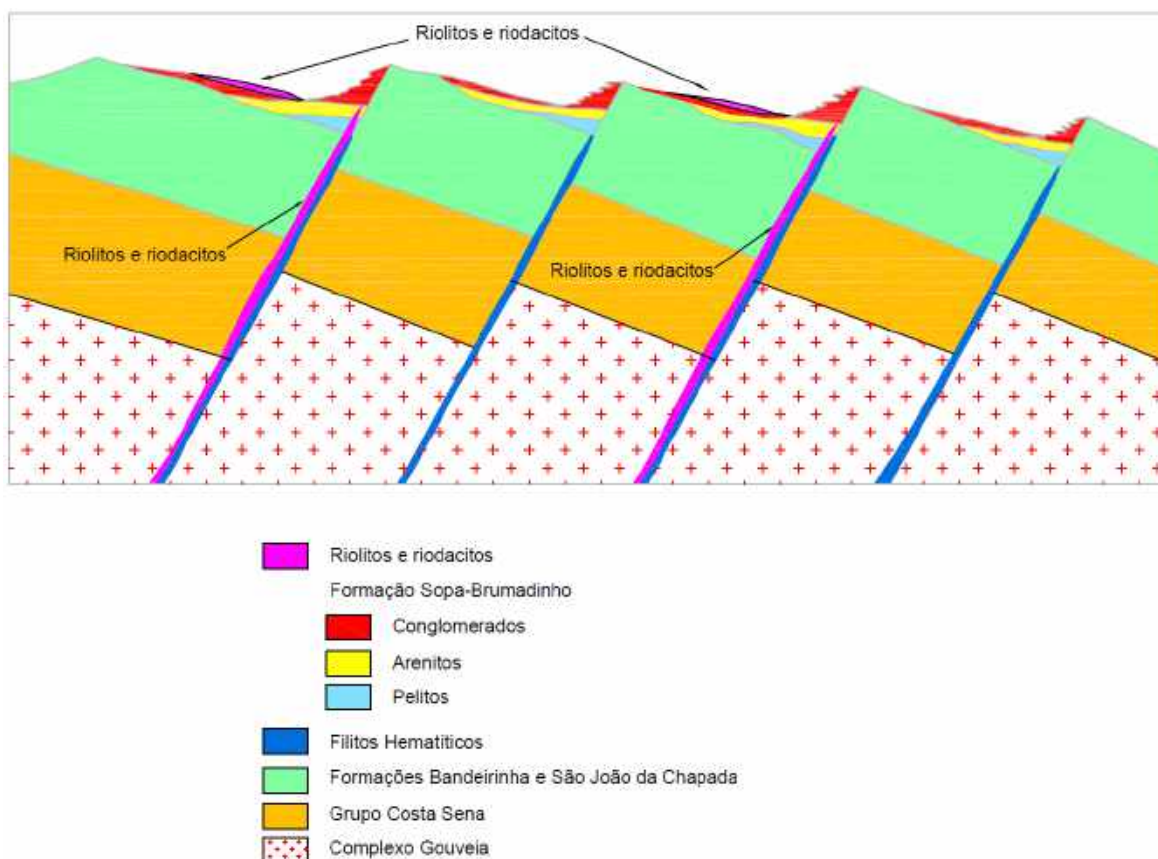 Riolitos e riodacitos
Riolitos e riodacitos
Riolitos e riodacitos
Riolitos e riodacitos
Formação Sopa-Brumadinho
Conglomerados
Arenitos
Pelitos
Filitos Hematíticos
Formações Bandeirinha e São João da Chapada
Grupo Costa Sena
Complexo Gouveia